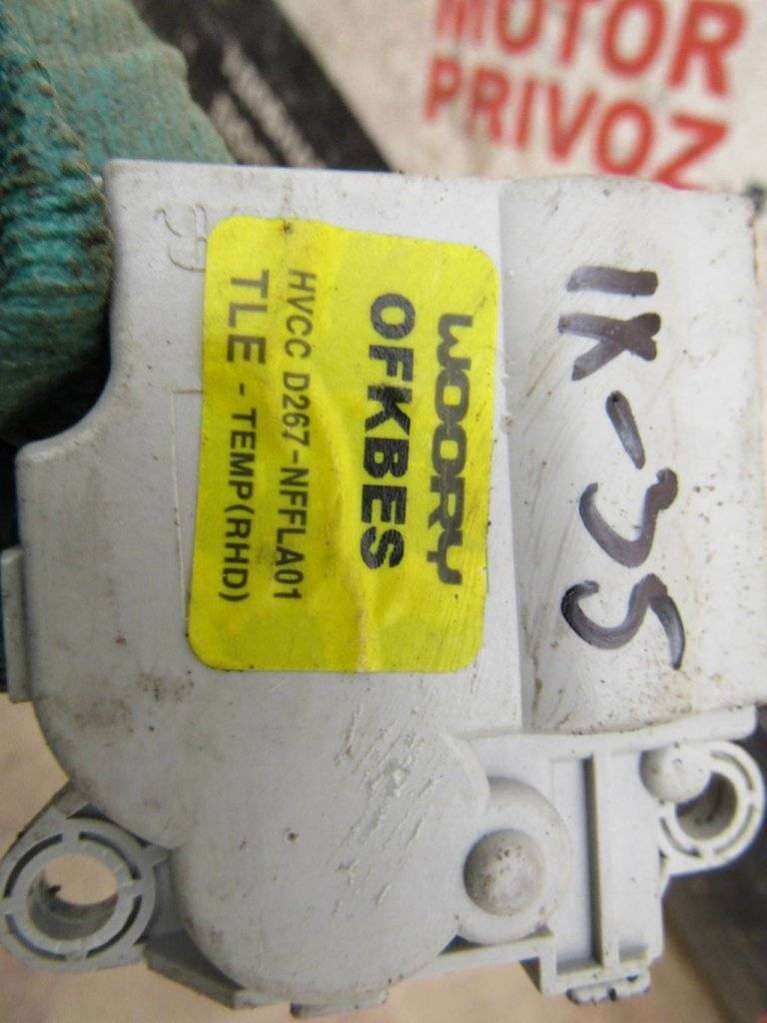 MOTOR
PRIVOZ
WOORY
OFKBES
HVCC D267-NFFLA01
TLE - TEMP(RHD)
IX-35